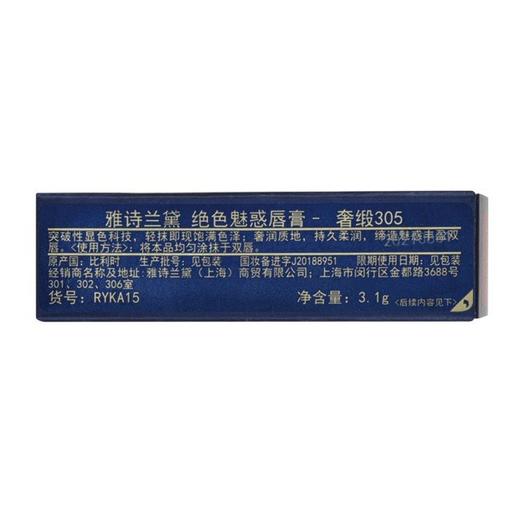 雅诗兰黛 绝色魅惑唇膏 - 奢缎305
突破性显色科技，轻抹即现饱满色泽；奢润质地，持久柔润，缔造魅惑丰盈双
唇。<使用方法>：将本品均匀涂抹于双唇。
原产国：比利时 生产批号：见包装 国妆备进字J20188951 限期使用日期：见包装
经销商名称及地址：雅诗兰黛（上海）商贸有限公司；上海市闵行区金都路3688号
301、302、306室
货号：RYKA15 净含量：3.1g <后续内容见下>